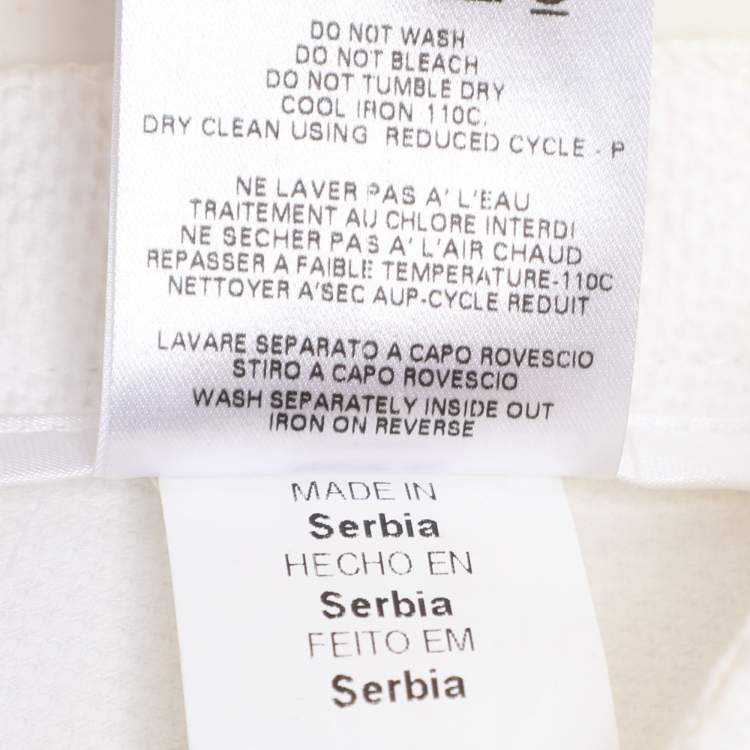 DO NOT WASH
DO NOT BLEACH
DO NOT TUMBLE DRY
COOL IRON 110C.
DRY CLEAN USING REDUCED CYCLE - P
NE LAVER PAS A' L'EAU
TRAITEMENT AU CHLORE INTERDI
NE SECHER PAS A' L'AIR CHAUD
REPASSER A FAIBLE TEMPERATURE-110C
NETTOYER A'SEC AUP-CYCLE REDUIT
LAVARE SEPARATO A CAPO ROVESCIO
STIRO A CAPO ROVESCIO
WASH SEPARATELY INSIDE OUT
IRON ON REVERSE
MADE IN
Serbia
HECHO EN
Serbia
FEITO EM
Serbia